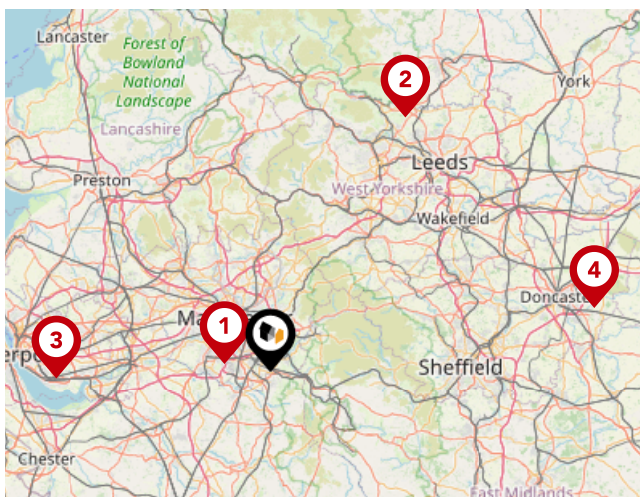 Lancaster
Forest of
Bowland
National
Landscape
2
York
Lancashire
Leeds
Preston
West Yorkshire
Wakefield
4
Doncaste
Ma
1
3
erpo
Sheffield
Chester
East Midlands